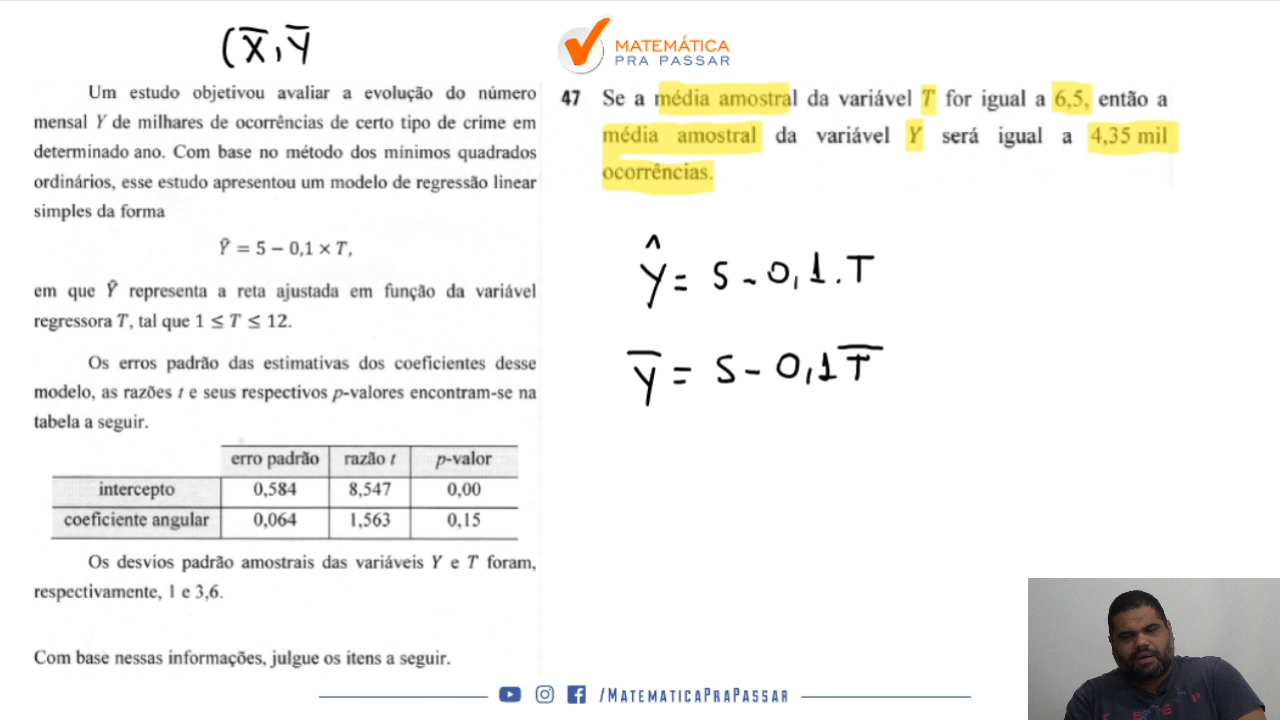 (X̄, Ȳ
MATEMÁTICA
PRA PASSAR
Um estudo objetivou avaliar a evolução do número
mensal Y de milhares de ocorrências de certo tipo de crime em
determinado ano. Com base no método dos mínimos quadrados
ordinários, esse estudo apresentou um modelo de regressão linear
simples da forma
Ŷ = 5 − 0,1 × T,
em que Ŷ representa a reta ajustada em função da variável
regressora T, tal que 1 ≤ T ≤ 12.
Os erros padrão das estimativas dos coeficientes desse
modelo, as razões t e seus respectivos p-valores encontram-se na
tabela a seguir.
erro padrão razão t p-valor
intercepto 0,584 8,547 0,00
coeficiente angular 0,064 1,563 0,15
Os desvios padrão amostrais das variáveis Y e T foram,
respectivamente, 1 e 3,6.
Com base nessas informações, julgue os itens a seguir.
47 Se a média amostral da variável T for igual a 6,5, então a
média amostral da variável Y será igual a 4,35 mil
ocorrências.
Ŷ = 5 - 0,1.T
Ȳ = 5 - 0,1T̄
/MATEMATICAPRAPASSAR